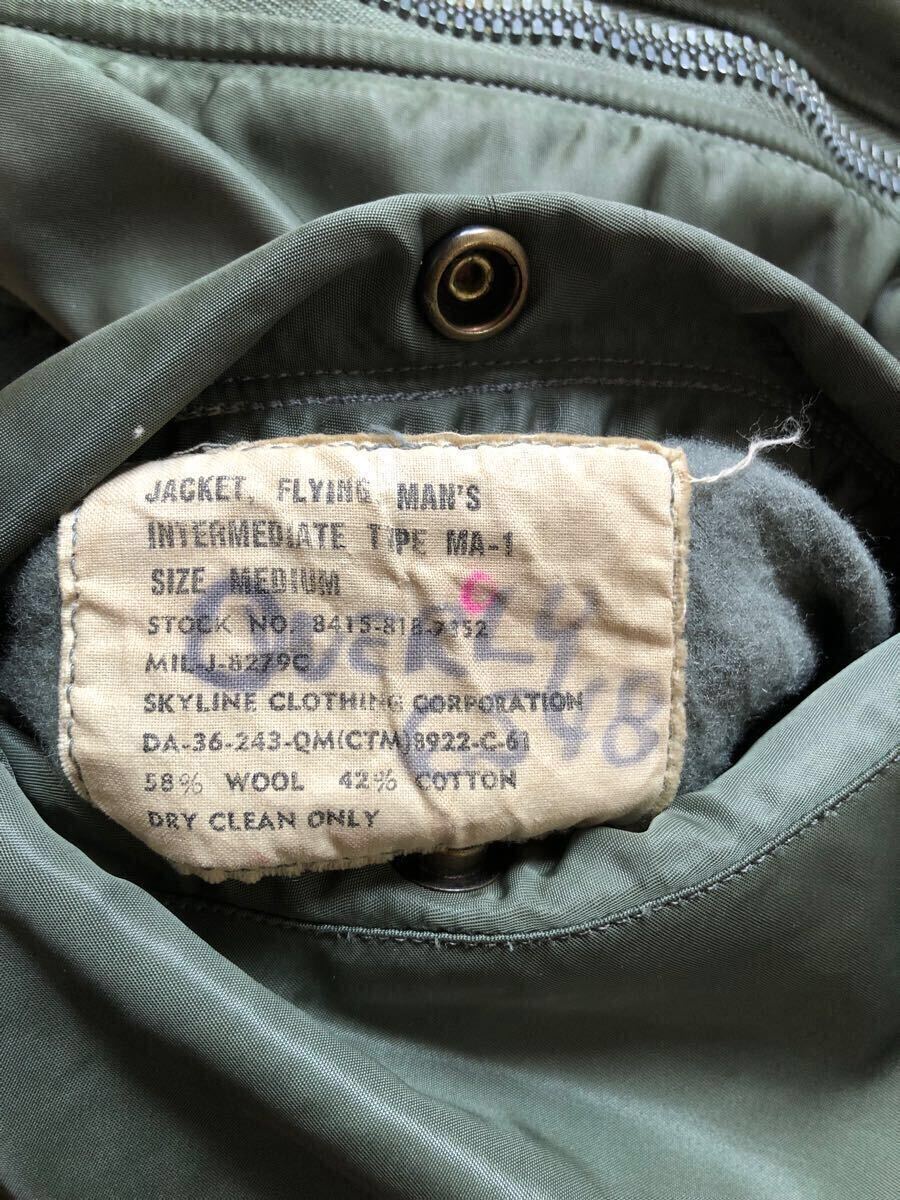 JACKET, FLYING MAN'S
INTERMEDIATE TYPE MA-1
SIZE MEDIUM
STOCK NO. 8415-818-7352
MIL-J-8279C
SKYLINE CLOTHING CORPORATION
DA-36-243-QM(CTM)8922-C-61
58% WOOL 42% COTTON
DRY CLEAN ONLY